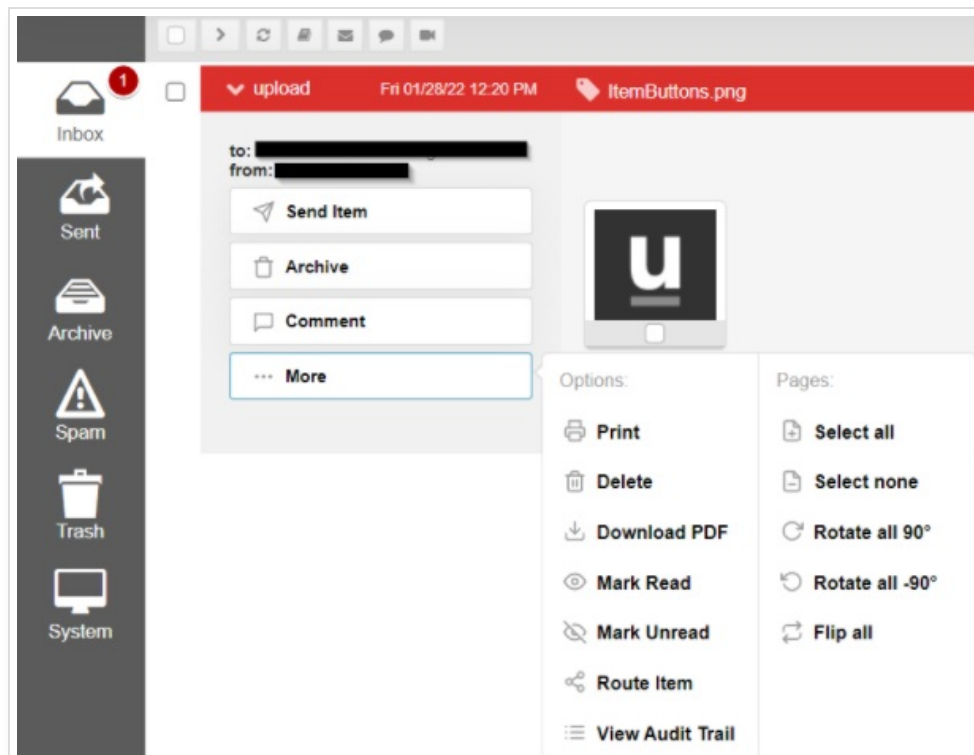 1
Inbox
Sent
Archive
Spam
Trash
System
upload Fri 01/28/22 12:20 PM ItemButtons.png
to:
from:
Send Item
Archive
Comment
More
u
Options:
Print
Delete
Download PDF
Mark Read
Mark Unread
Route Item
View Audit Trail
Pages:
Select all
Select none
Rotate all 90°
Rotate all -90°
Flip all